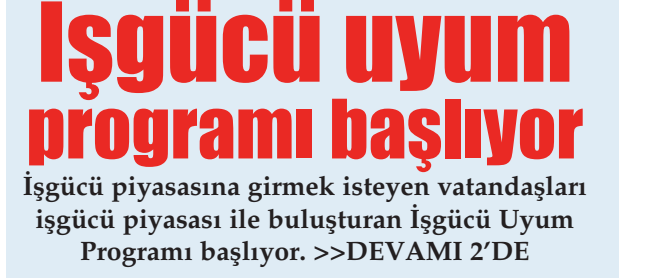 İşgücü uyum
programı başlıyor
İşgücü piyasasına girmek isteyen vatandaşları
işgücü piyasası ile buluşturan İşgücü Uyum
Programı başlıyor. >>DEVAMI 2’DE